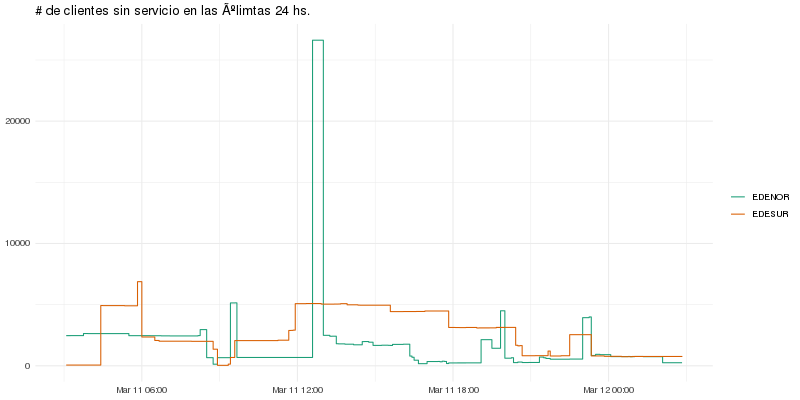 # de clientes sin servicio en las Ãºlimtas 24 hs.
20000
10000
0
Mar 11 06:00
Mar 11 12:00
Mar 11 18:00
Mar 12 00:00
EDENOR
EDESUR